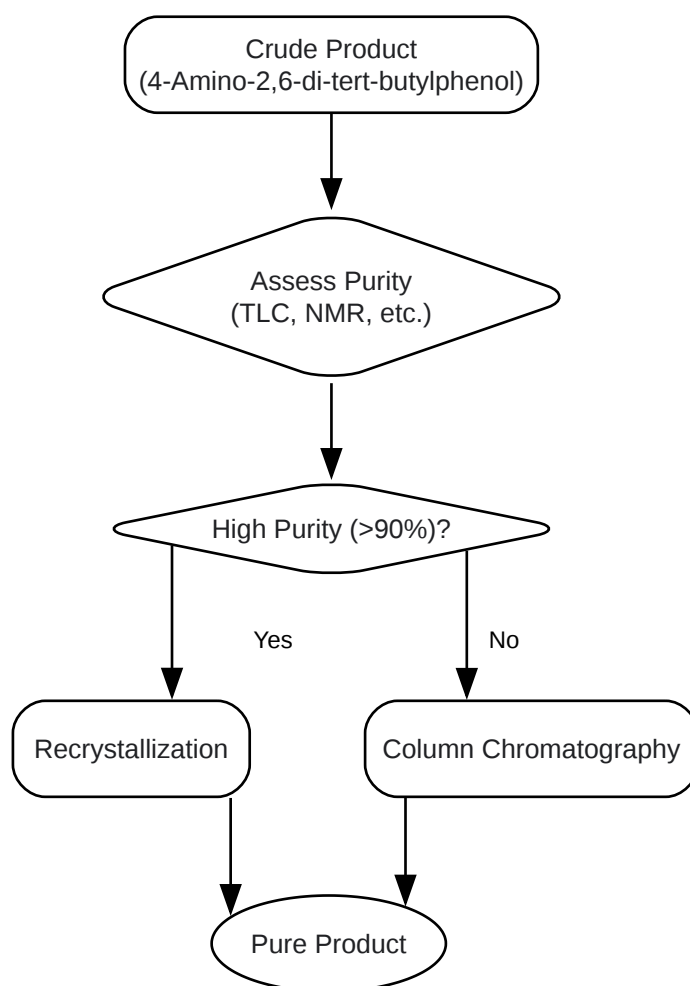 Crude Product
(4-Amino-2,6-di-tert-butylphenol)
Assess Purity
(TLC, NMR, etc.)
High Purity (>90%)?
Yes
No
Recrystallization
Column Chromatography
Pure Product